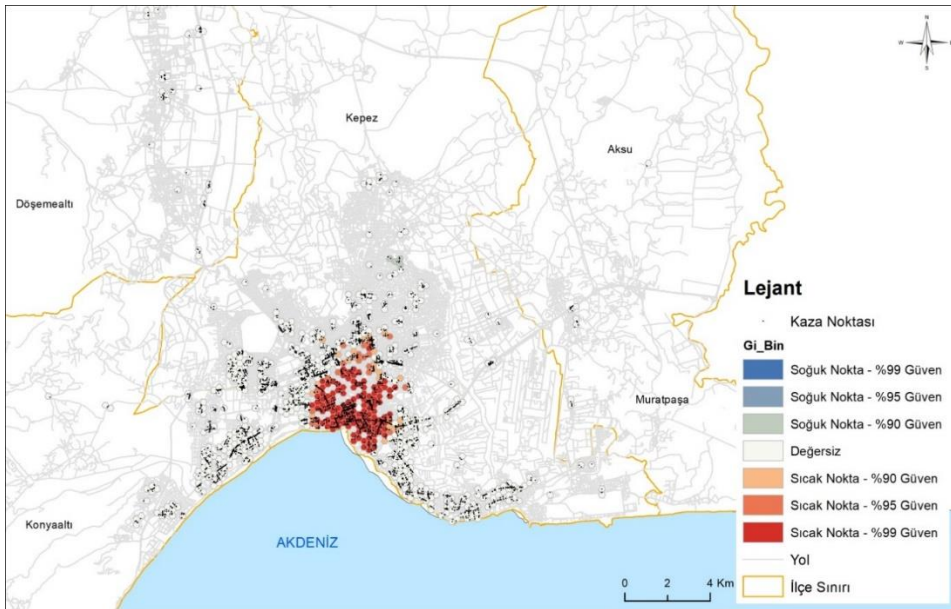 N
W
E
S
Kepez
Aksu
Döşemealtı
Lejant
Kaza Noktası
Gi_Bin
Soğuk Nokta - %99 Güven
Soğuk Nokta - %95 Güven
Soğuk Nokta - %90 Güven
Değersiz
Sıcak Nokta - %90 Güven
Sıcak Nokta - %95 Güven
Sıcak Nokta - %99 Güven
Yol
İlçe Sınırı
Muratpaşa
Konyaaltı
AKDENİZ
0 2 4 Km